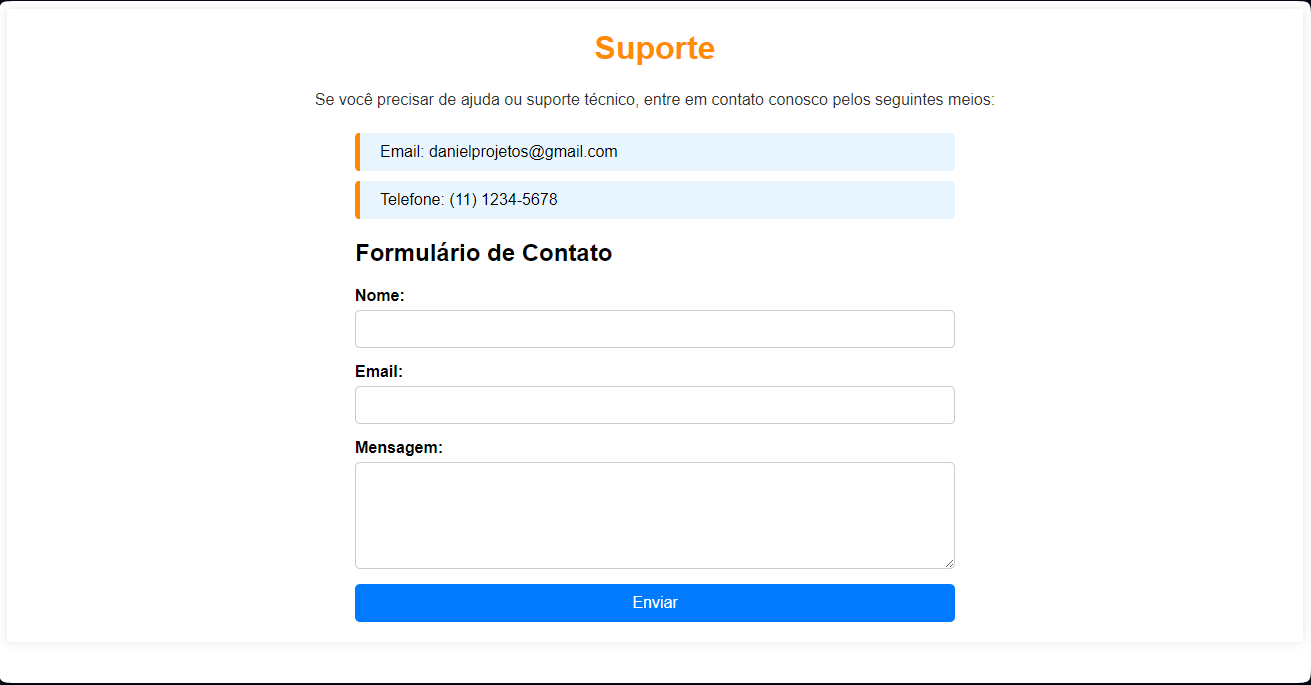 Suporte
Se você precisar de ajuda ou suporte técnico, entre em contato conosco pelos seguintes meios:
Email: danielprojetos@gmail.com
Telefone: (11) 1234-5678
Formulário de Contato
Nome:
Email:
Mensagem:
Enviar